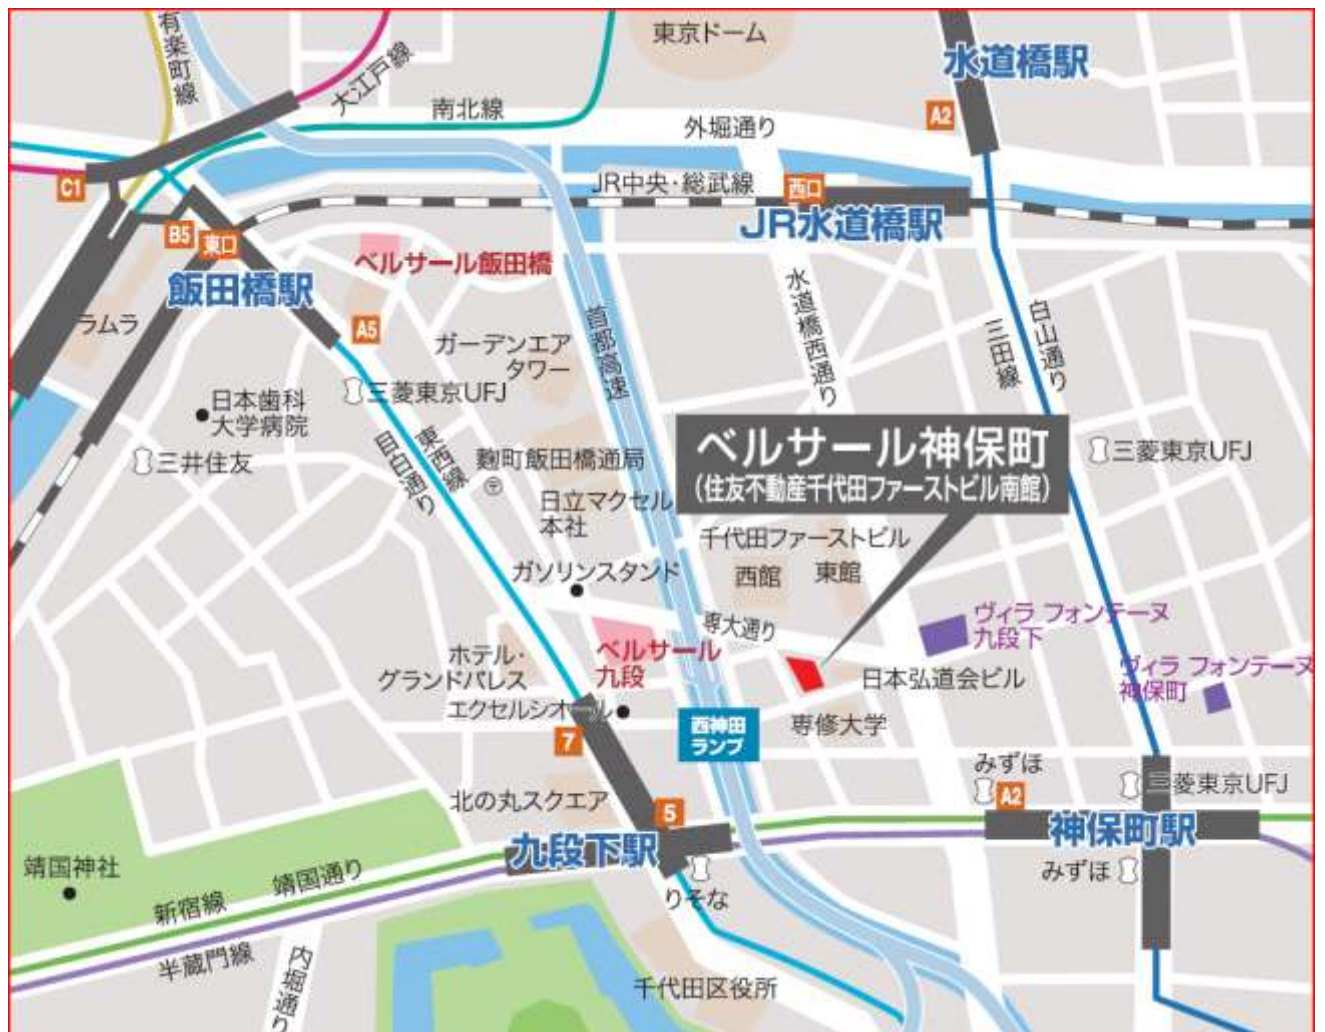 有楽町線
大江戸線
東京ドーム
水道橋駅
南北線
外堀通り
A2
C1
JR中央・総武線
西口
JR水道橋駅
B5
東口
飯田橋駅
ベルサール飯田橋
水道橋西通り
白山通り
三田線
首都高速
ラムラ
A5
ガーデンエア
タワー
三菱東京UFJ
日本歯科
大学病院
三井住友
東西線
目白通り
麹町飯田橋通局
〒
日立マクセル
本社
ベルサール神保町
(住友不動産千代田ファーストビル南館)
三菱東京UFJ
千代田ファーストビル
西館
東館
ガソリンスタンド
専大通り
ヴィラ フォンテーヌ
九段下
ヴィラ フォンテーヌ
神保町
ホテル・
グランドパレス
ベルサール
九段
日本弘道会ビル
エクセルシオール
7
西神田
ランプ
専修大学
みずほ
A2
三菱東京UFJ
北の丸スクエア
5
九段下駅
神保町駅
みずほ
靖国神社
靖国通り
新宿線
半蔵門線
りそな
内堀通り
千代田区役所